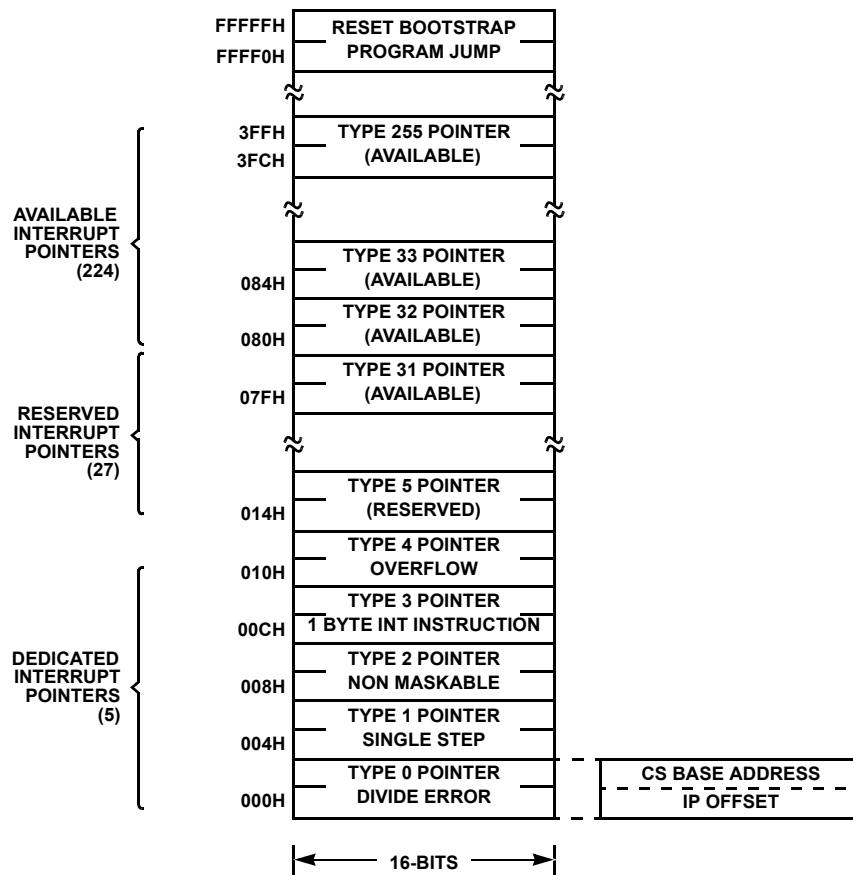 FFFFFH
RESET BOOTSTRAP
FFFF0H
PROGRAM JUMP
3FFH
TYPE 255 POINTER
3FCH
(AVAILABLE)
AVAILABLE
INTERRUPT
POINTERS
(224)
TYPE 33 POINTER
084H
(AVAILABLE)
TYPE 32 POINTER
080H
(AVAILABLE)
TYPE 31 POINTER
07FH
(AVAILABLE)
RESERVED
INTERRUPT
POINTERS
(27)
TYPE 5 POINTER
014H
(RESERVED)
TYPE 4 POINTER
010H
OVERFLOW
TYPE 3 POINTER
00CH
1 BYTE INT INSTRUCTION
DEDICATED
INTERRUPT
POINTERS
(5)
TYPE 2 POINTER
008H
NON MASKABLE
TYPE 1 POINTER
004H
SINGLE STEP
TYPE 0 POINTER
000H
DIVIDE ERROR
CS BASE ADDRESS
IP OFFSET
16-BITS